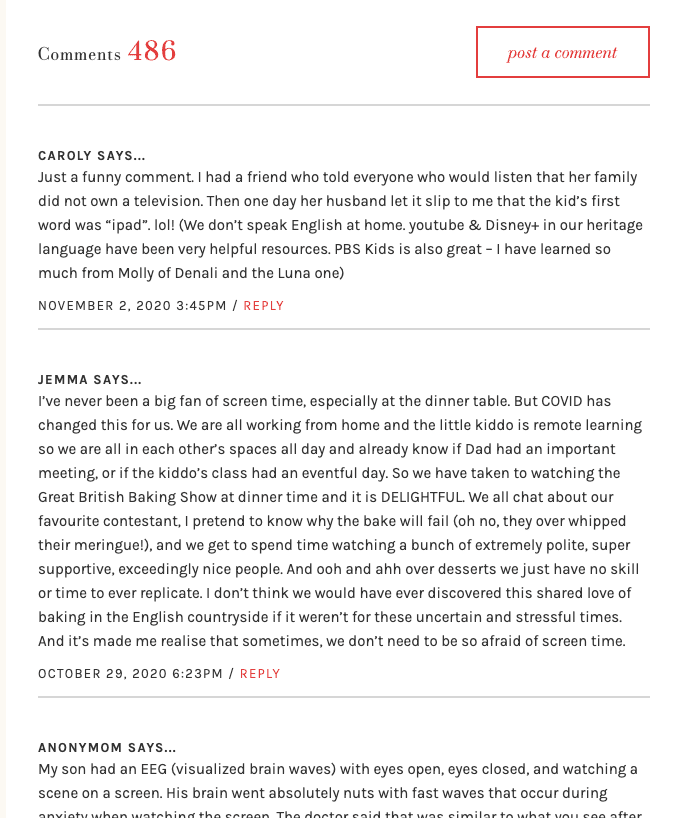 Comments 486
post a comment
CAROLY SAYS...
Just a funny comment. I had a friend who told everyone who would listen that her family
did not own a television. Then one day her husband let it slip to me that the kid’s first
word was “ipad”. lol! (We don’t speak English at home. youtube & Disney+ in our heritage
language have been very helpful resources. PBS Kids is also great – I have learned so
much from Molly of Denali and the Luna one)
NOVEMBER 2, 2020 3:45PM / REPLY
JEMMA SAYS...
I’ve never been a big fan of screen time, especially at the dinner table. But COVID has
changed this for us. We are all working from home and the little kiddo is remote learning
so we are all in each other’s spaces all day and already know if Dad had an important
meeting, or if the kiddo’s class had an eventful day. So we have taken to watching the
Great British Baking Show at dinner time and it is DELIGHTFUL. We all chat about our
favourite contestant, I pretend to know why the bake will fail (oh no, they over whipped
their meringue!), and we get to spend time watching a bunch of extremely polite, super
supportive, exceedingly nice people. And ooh and ahh over desserts we just have no skill
or time to ever replicate. I don’t think we would have ever discovered this shared love of
baking in the English countryside if it weren’t for these uncertain and stressful times.
And it’s made me realise that sometimes, we don’t need to be so afraid of screen time.
OCTOBER 29, 2020 6:23PM / REPLY
ANONYMOM SAYS...
My son had an EEG (visualized brain waves) with eyes open, eyes closed, and watching a
scene on a screen. His brain went absolutely nuts with fast waves that occur during
anxiety when watching the screen. The doctor said that was similar to what you see after